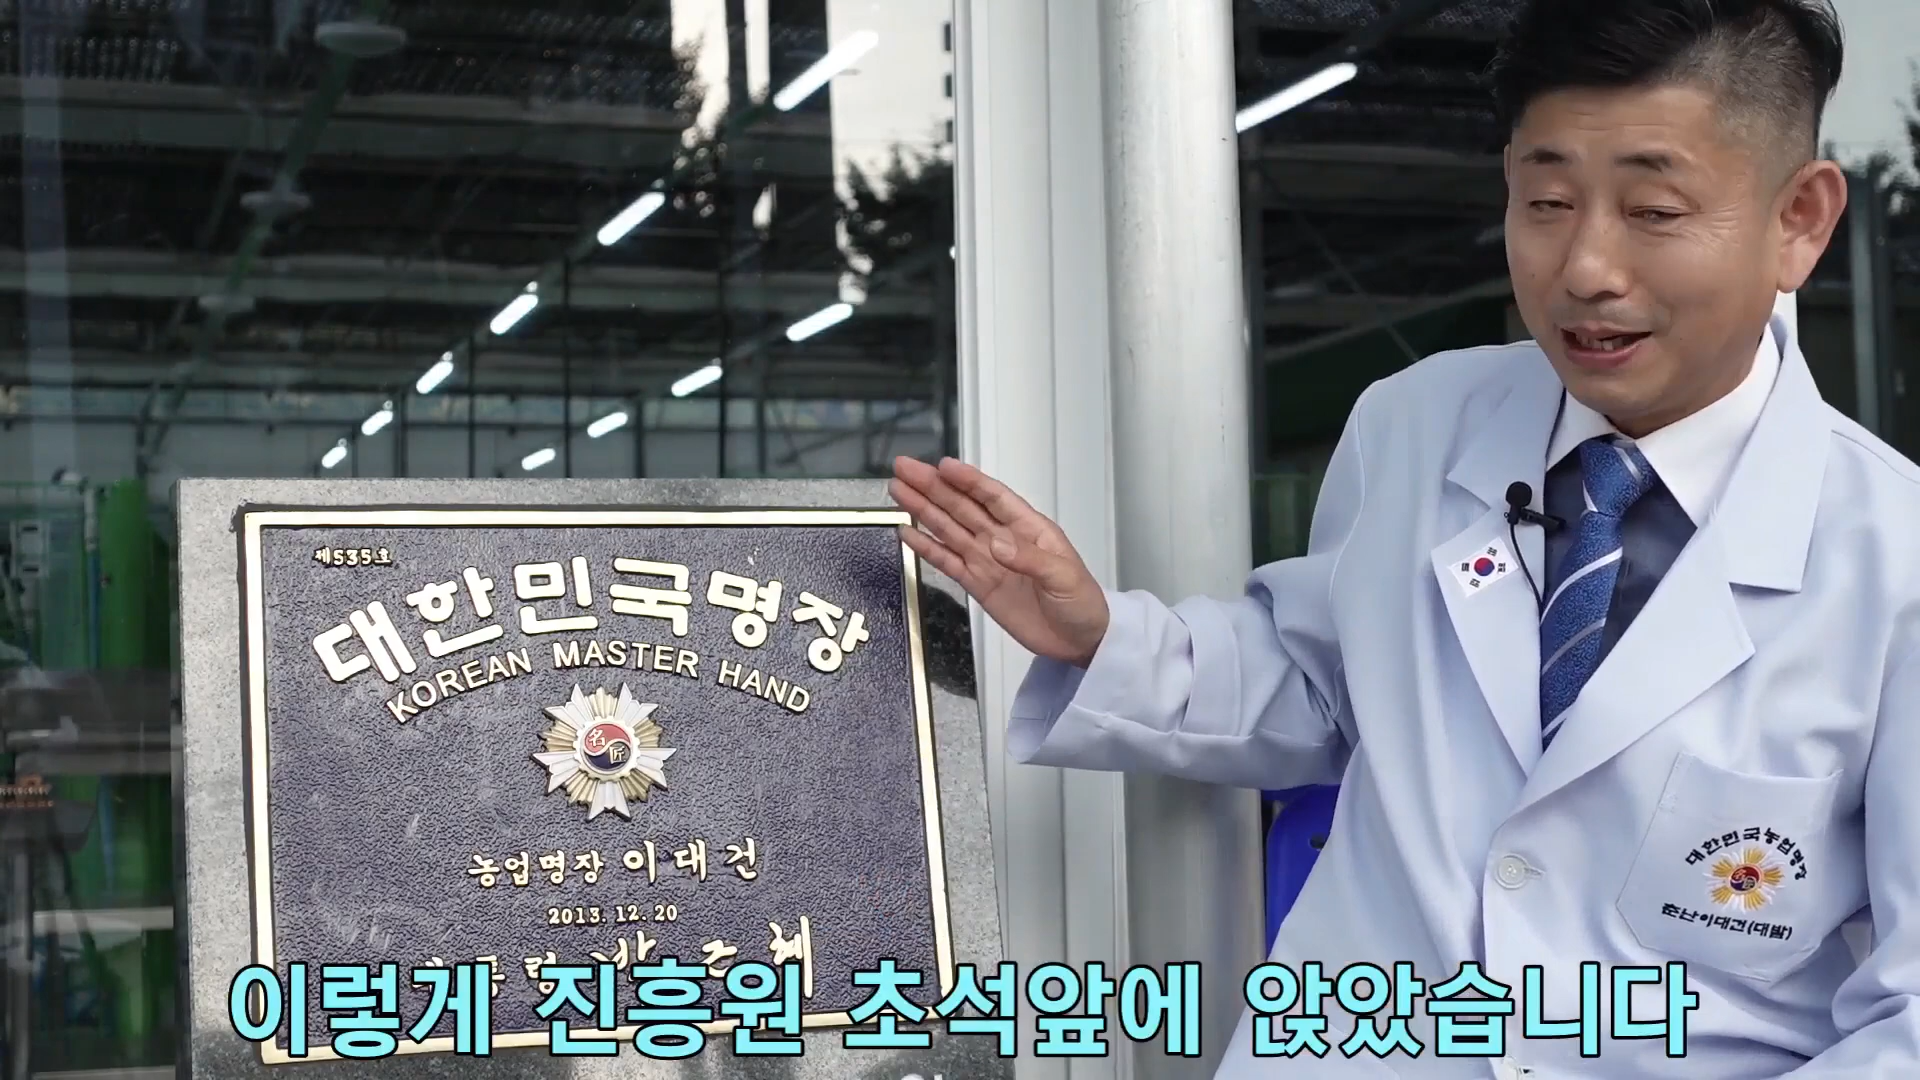 제535호
대한민국명장
KOREAN MASTER HAND
名匠
농업명장 이대건
2013. 12. 20
대한민국농업명장
춘난이대건(대발)
이렇게 진흥원 초석앞에 앉았습니다